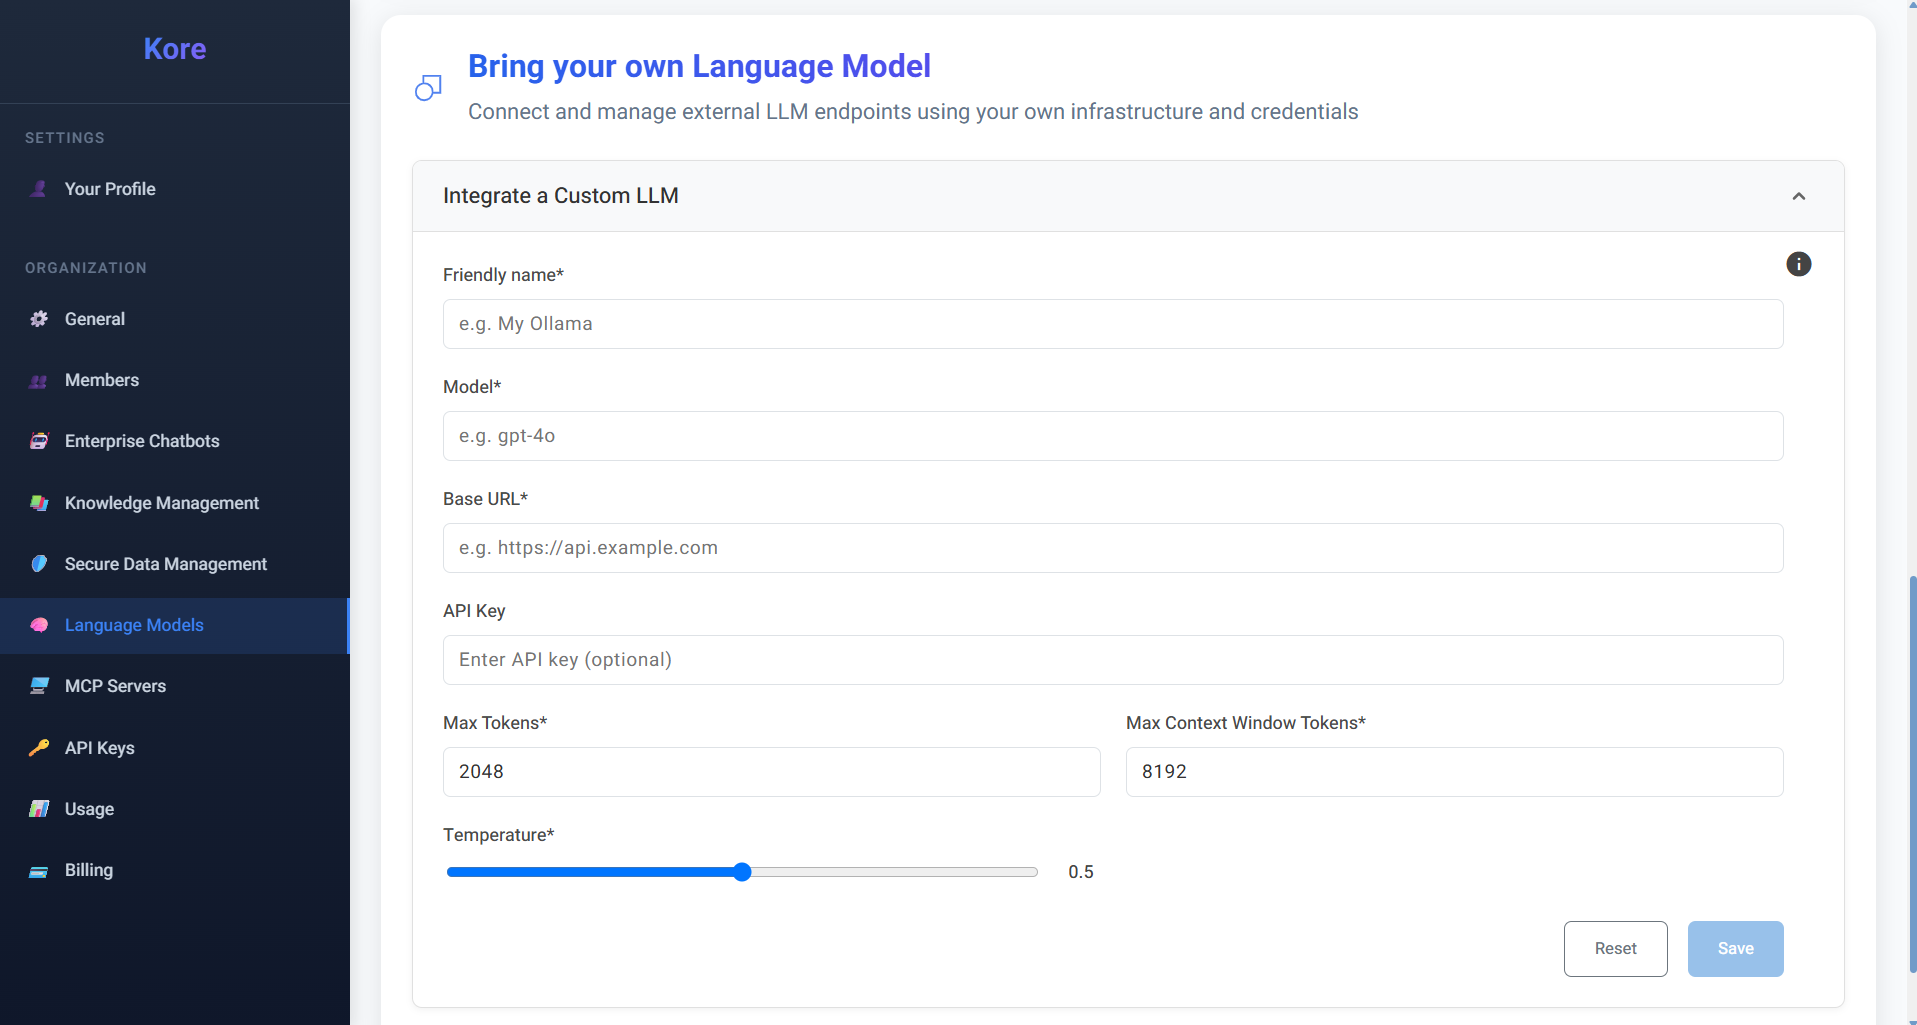 Kore
SETTINGS
Your Profile
ORGANIZATION
General
Members
Enterprise Chatbots
Knowledge Management
Secure Data Management
Language Models
MCP Servers
API Keys
Usage
Billing
Bring your own Language Model
Connect and manage external LLM endpoints using your own infrastructure and credentials
Integrate a Custom LLM
Friendly name*
e.g. My Ollama
Model*
e.g. gpt-4o
Base URL*
e.g. https://api.example.com
API Key
Enter API key (optional)
Max Tokens*
2048
Max Context Window Tokens*
8192
Temperature*
0.5
Reset
Save